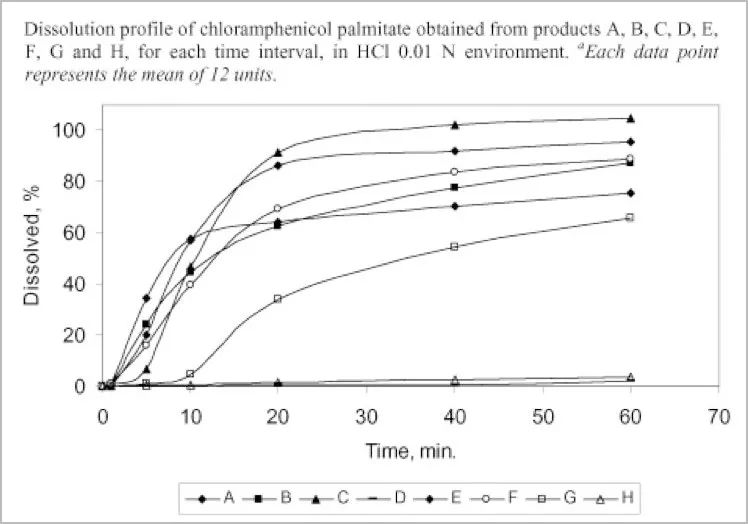 Dissolution profile of chloramphenicol palmitate obtained from products A, B, C, D, E,
F, G and H, for each time interval, in HCl 0.01 N environment. ᵃEach data point
represents the mean of 12 units.
100
80
60
40
20
0
Dissolved, %
0 10 20 30 40 50 60 70
Time, min.
A B C D E F G H